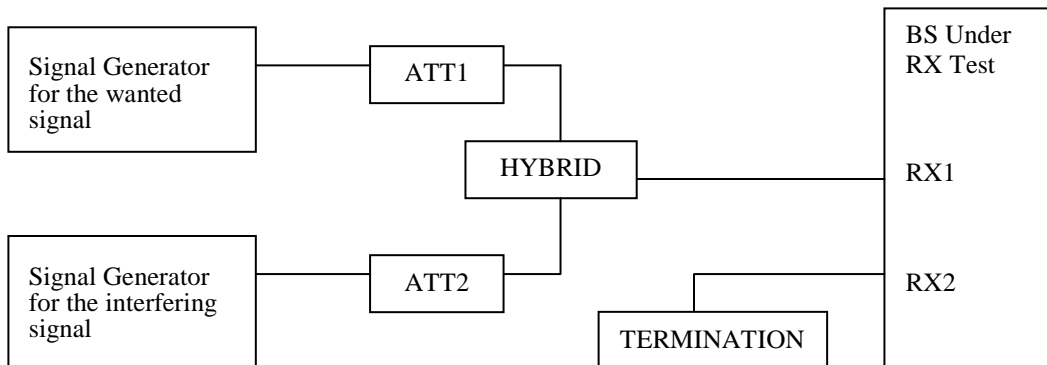 Signal Generator
for the wanted
signal
ATT1
HYBRID
Signal Generator
for the interfering
signal
ATT2
TERMINATION
BS Under
RX Test
RX1
RX2